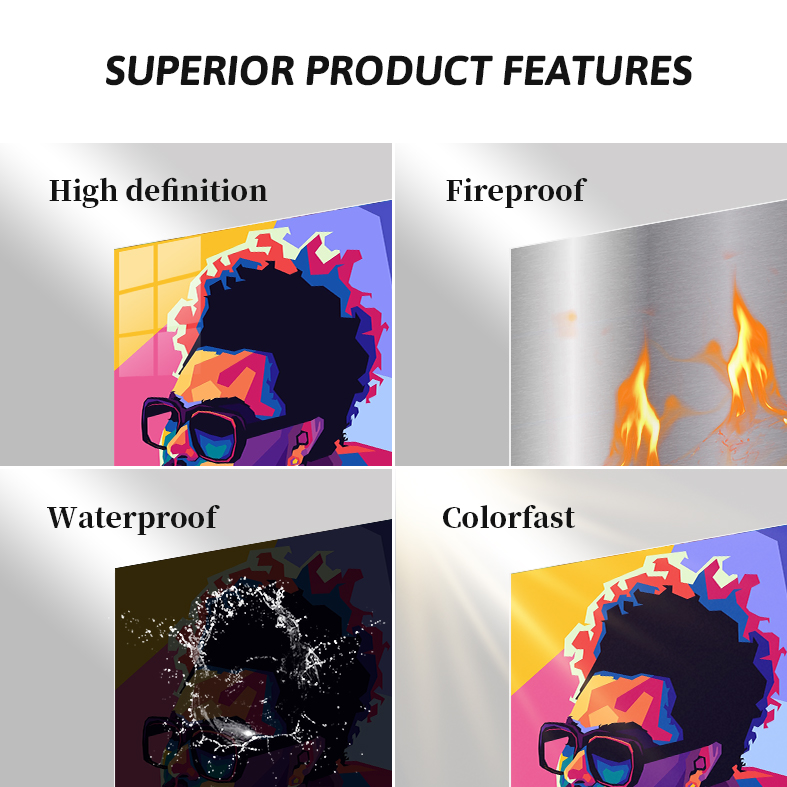 SUPERIOR PRODUCT FEATURES
High definition
Fireproof
Waterproof
Colorfast